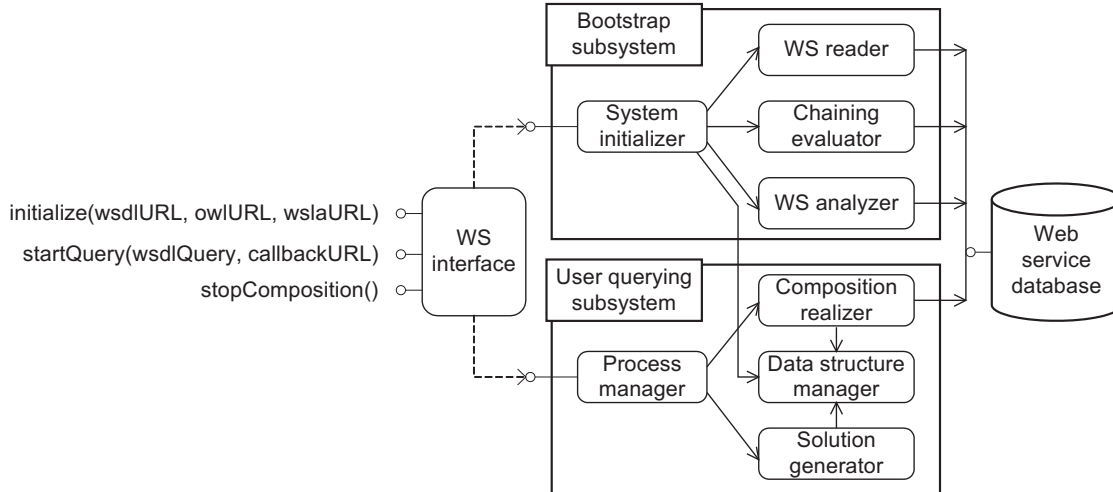 Bootstrap
subsystem
WS reader
System
initializer
Chaining
evaluator
WS analyzer
initialize(wsdlURL, owlURL, wslaURL)
startQuery(wsdlQuery, callbackURL)
stopComposition()
WS
interface
Web
service
database
User querying
subsystem
Composition
realizer
Process
manager
Data structure
manager
Solution
generator